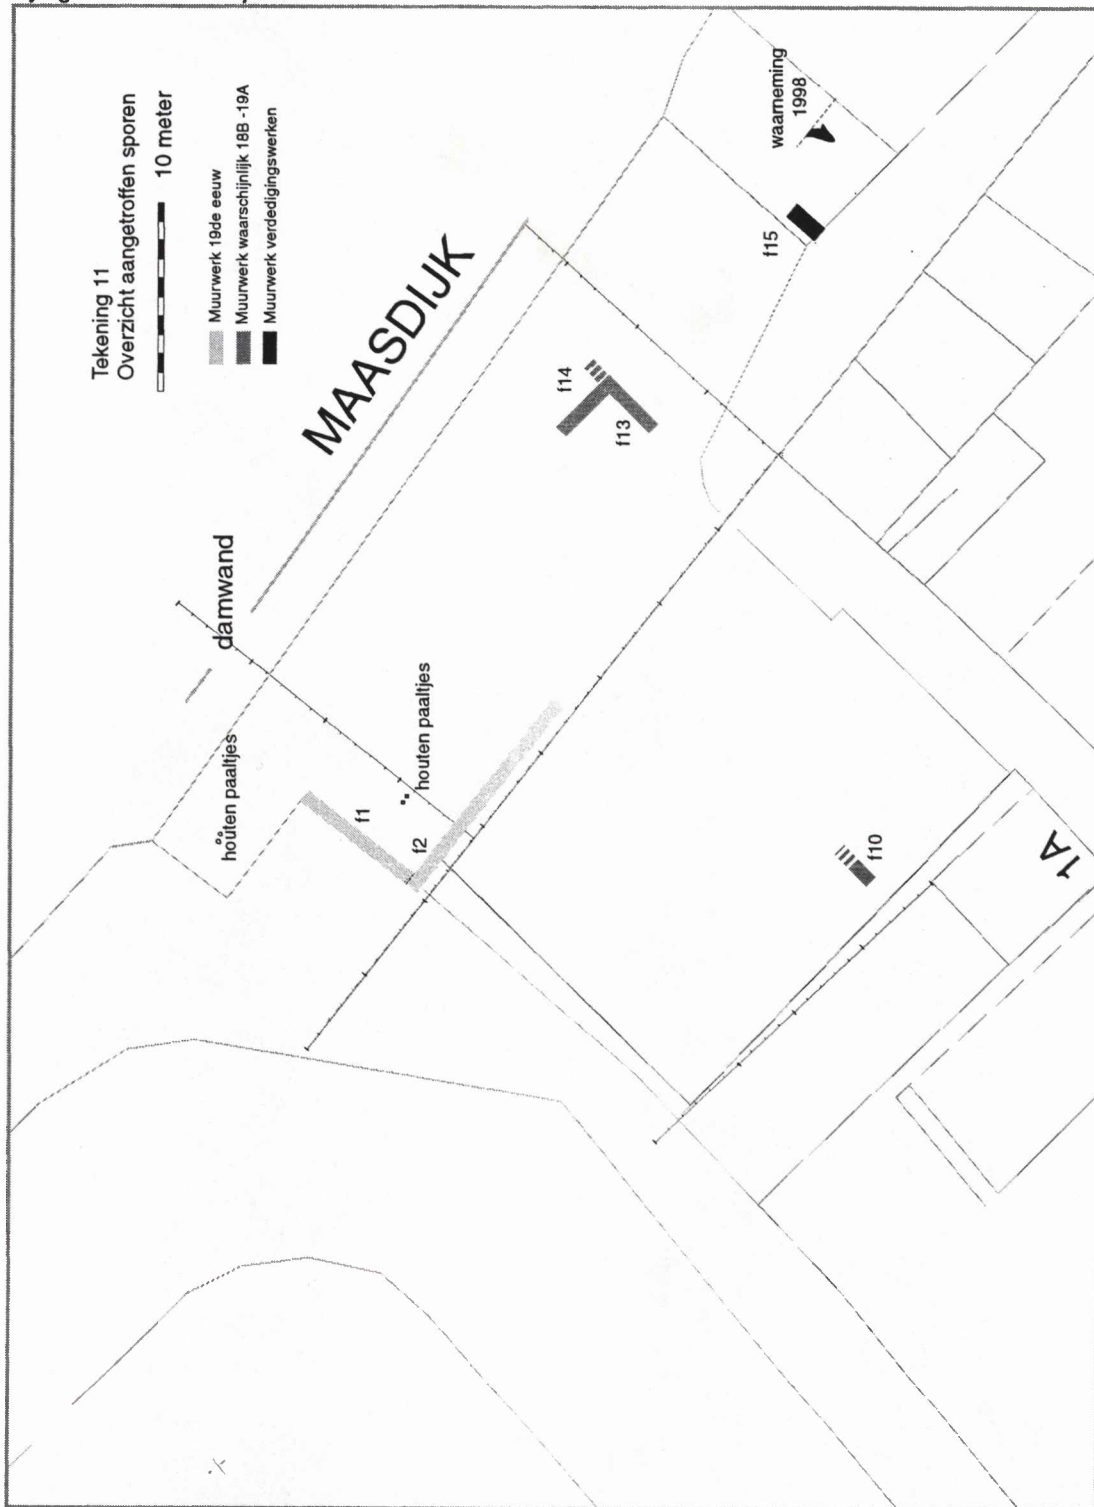 Tekening 11
Overzicht aangetroffen sporen
10 meter
Muurwerk 19de eeuw
Muurwerk waarschijnlijk 18B -19A
Muurwerk verdedigingswerken
MAASDIJK
damwand
houten paaltjes
houten paaltjes
f1
f2
f14
f13
f15
waarneming
1998
f10
1A